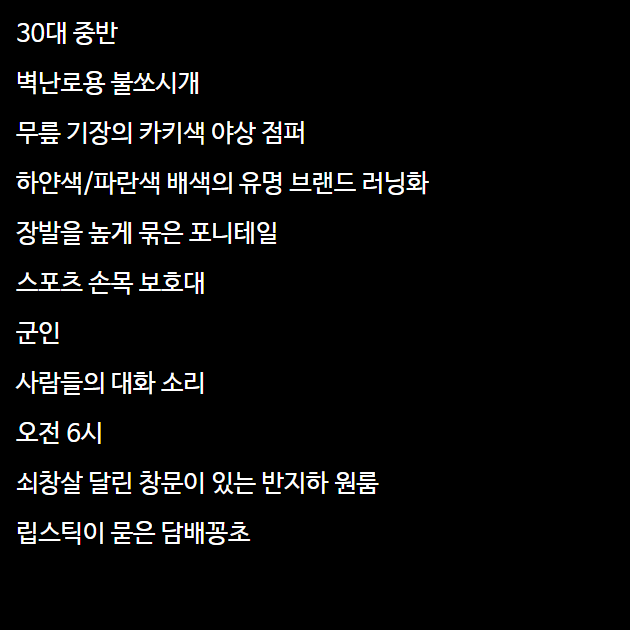 30대 중반
벽난로용 불쏘시개
무릎 기장의 카키색 야상 점퍼
하얀색/파란색 배색의 유명 브랜드 러닝화
장발을 높게 묶은 포니테일
스포츠 손목 보호대
군인
사람들의 대화 소리
오전 6시
쇠창살 달린 창문이 있는 반지하 원룸
립스틱이 묻은 담배꽁초